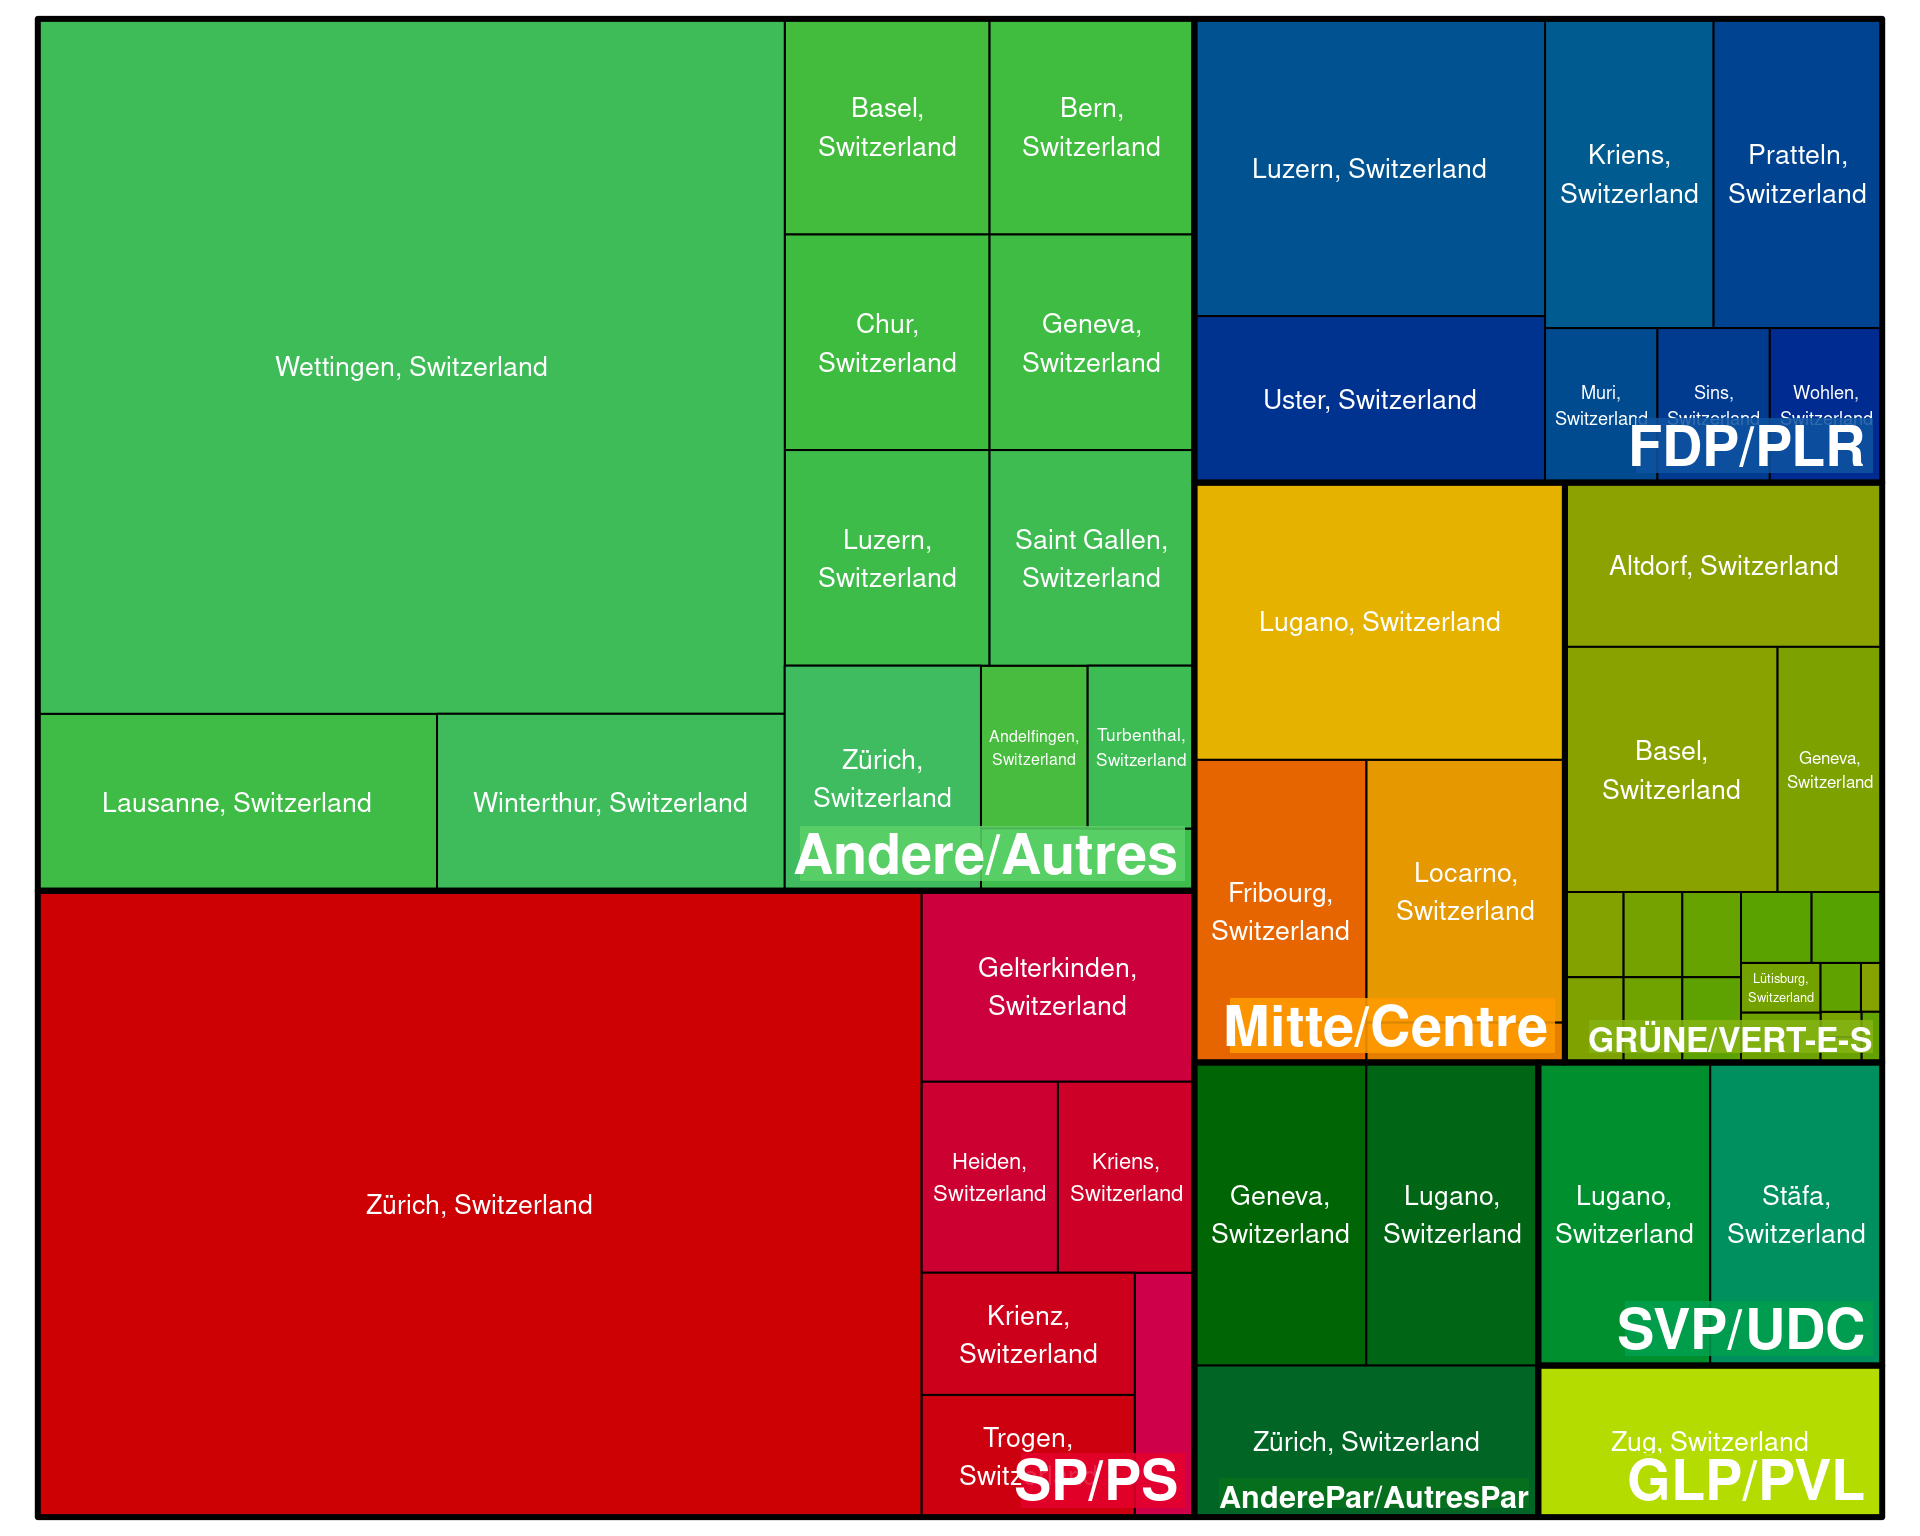 Wettingen, Switzerland
Basel,
Switzerland
Bern,
Switzerland
Chur,
Switzerland
Geneva,
Switzerland
Luzern,
Switzerland
Saint Gallen,
Switzerland
Lausanne, Switzerland
Winterthur, Switzerland
Zürich,
Switzerland
Andelfingen,
Switzerland
Turbenthal,
Switzerland
Andere/Autres
Luzern, Switzerland
Kriens,
Switzerland
Pratteln,
Switzerland
Uster, Switzerland
Muri,
Switzerland
Sins,
Switzerland
Wohlen,
Switzerland
FDP/PLR
Lugano, Switzerland
Fribourg,
Switzerland
Locarno,
Switzerland
Mitte/Centre
Altdorf, Switzerland
Basel,
Switzerland
Geneva,
Switzerland
Lütisburg,
Switzerland
GRÜNE/VERT-E-S
Zürich, Switzerland
Gelterkinden,
Switzerland
Heiden,
Switzerland
Kriens,
Switzerland
Krienz,
Switzerland
Trogen,
Switzerland
SP/PS
Geneva,
Switzerland
Lugano,
Switzerland
Zürich, Switzerland
AnderePar/AutresPar
Lugano,
Switzerland
Stäfa,
Switzerland
SVP/UDC
Zug, Switzerland
GLP/PVL